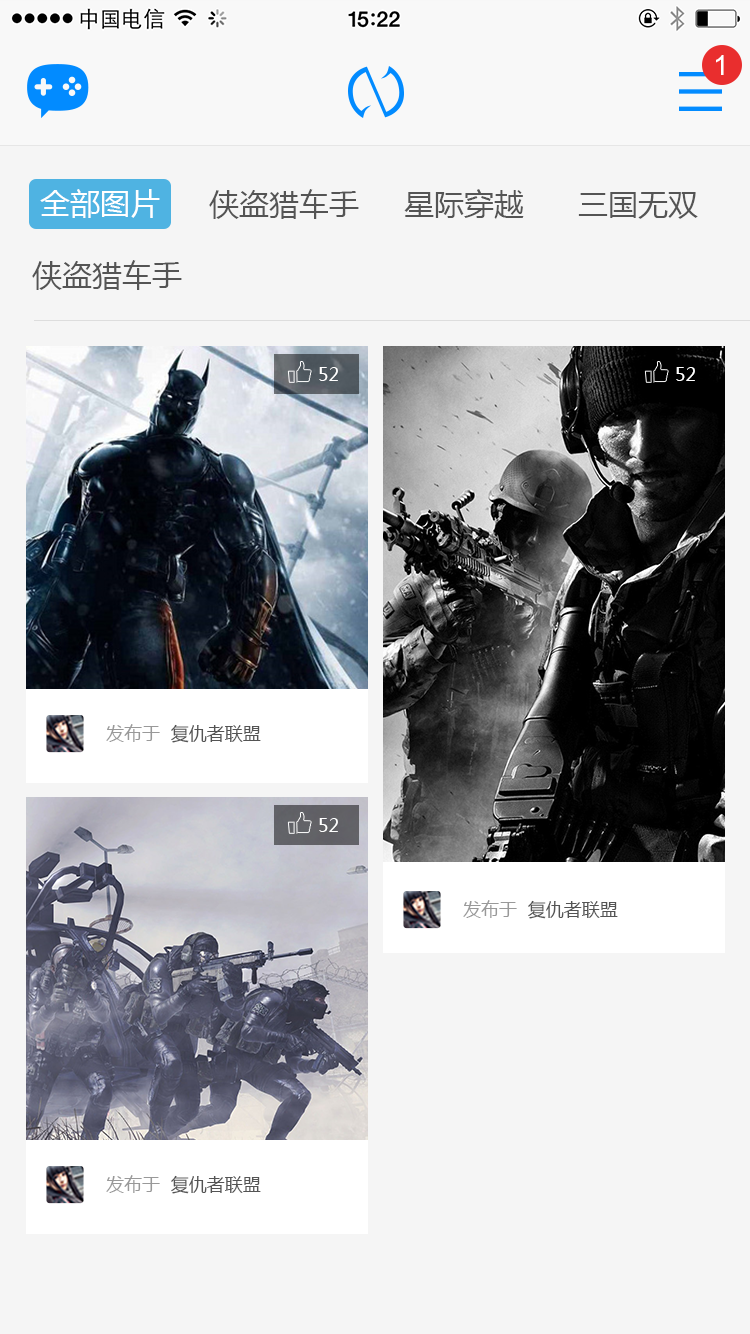 中国电信 15:22
1
全部图片 侠盗猎车手 星际穿越 三国无双
侠盗猎车手
52
52
发布于 复仇者联盟
52
发布于 复仇者联盟
发布于 复仇者联盟